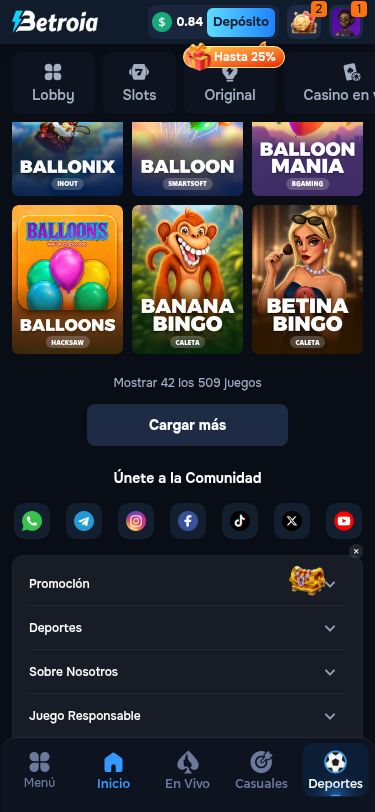 Betroia
0.84
Depósito
2
1
Hasta 25%
Lobby
Slots
Original
Casino en v
BALLONIX
INOUT
BALLOON
SMARTSOFT
BALLOON
MANIA
BGAMING
BALLOONS
BALLOONS
HACKSAW
BANANA
BINGO
CALETA
BETINA
BINGO
CALETA
Mostrar 42 los 509 juegos
Cargar más
Únete a la Comunidad
Promoción
Deportes
Sobre Nosotros
Juego Responsable
Menú
Inicio
En Vivo
Casuales
Deportes